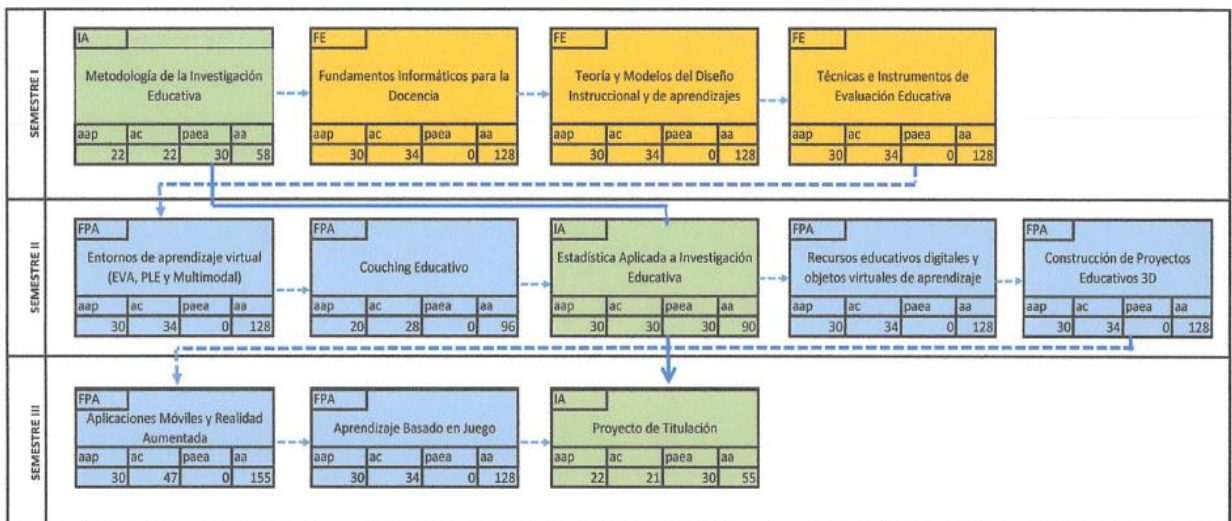 SEMESTRE I
IA
Metodología de la Investigación
Educativa
aap ac paea aa
22 22 30 58
FE
Fundamentos Informáticos para la
Docencia
aap ac paea aa
30 34 0 128
FE
Teoría y Modelos del Diseño
Instruccional y de aprendizajes
aap ac paea aa
30 34 0 128
FE
Técnicas e Instrumentos de
Evaluación Educativa
aap ac paea aa
30 34 0 128
SEMESTRE II
FPA
Entornos de aprendizaje virtual
(EVA, PLE y Multimodal)
aap ac paea aa
30 34 0 128
FPA
Couching Educativo
aap ac paea aa
20 28 0 96
IA
Estadística Aplicada a Investigación
Educativa
aap ac paea aa
30 30 30 90
FPA
Recursos educativos digitales y
objetos virtuales de aprendizaje
aap ac paea aa
30 34 0 128
FPA
Construcción de Proyectos
Educativos 3D
aap ac paea aa
30 34 0 128
SEMESTRE III
FPA
Aplicaciones Móviles y Realidad
Aumentada
aap ac paea aa
30 47 0 155
FPA
Aprendizaje Basado en Juego
aap ac paea aa
30 34 0 128
IA
Proyecto de Titulación
aap ac paea aa
22 21 30 55